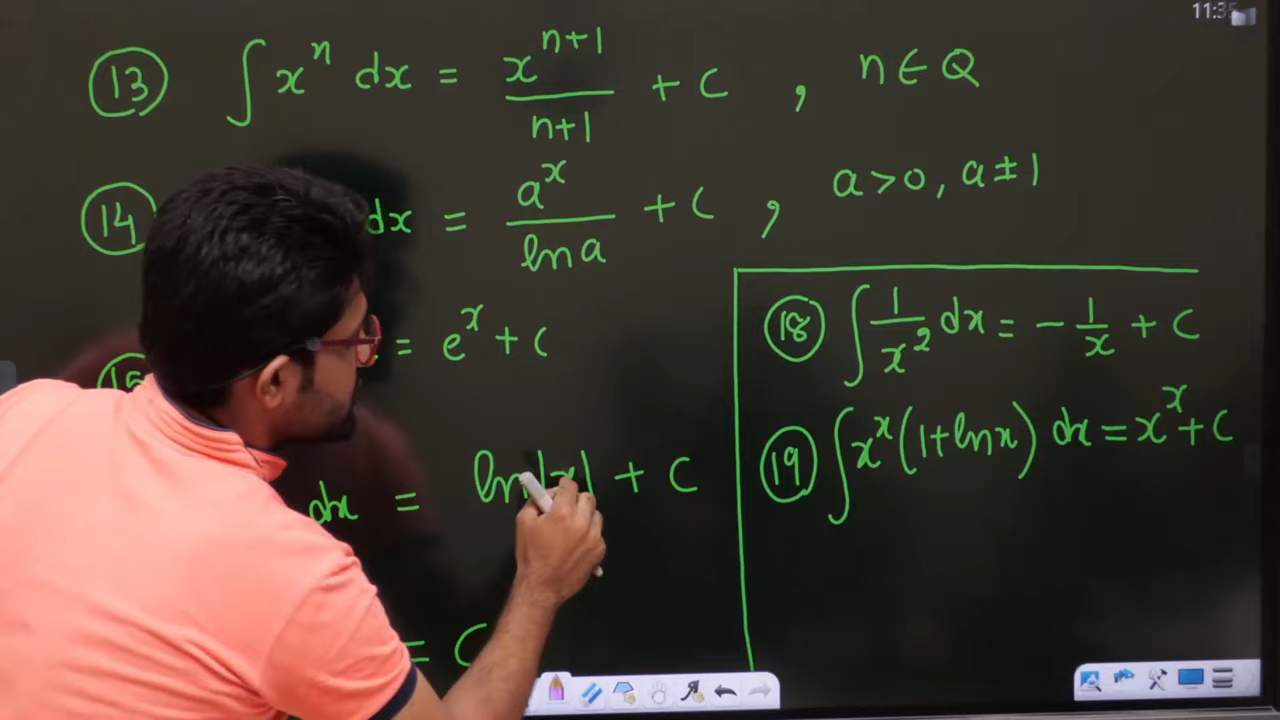 11:35
(13) ∫ xⁿ dx = xⁿ⁺¹/(n+1) + C , n ∈ Q
(14) dx = aˣ/(ln a) + C , a > 0, a ≠ 1
= eˣ + C
dx = ln|x| + C
= C
(18) ∫ 1/x² dx = - 1/x + C
(19) ∫ xˣ (1 + ln x) dx = xˣ + C